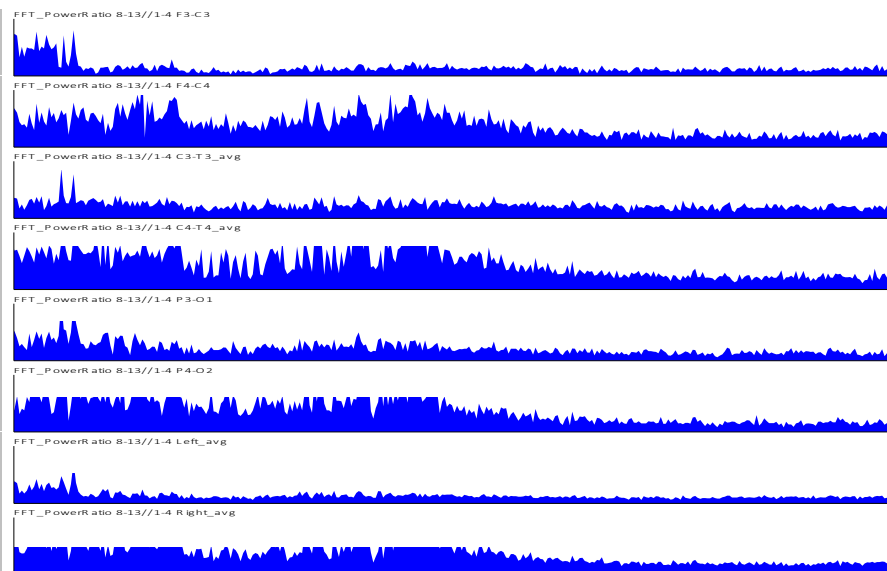 FFT_PowerRatio 8-13//1-4 F3-C3
FFT_PowerRatio 8-13//1-4 F4-C4
FFT_PowerRatio 8-13//1-4 C3-T3_avg
FFT_PowerRatio 8-13//1-4 C4-T4_avg
FFT_PowerRatio 8-13//1-4 P3-O1
FFT_PowerRatio 8-13//1-4 P4-O2
FFT_PowerRatio 8-13//1-4 Left_avg
FFT_PowerRatio 8-13//1-4 Right_avg